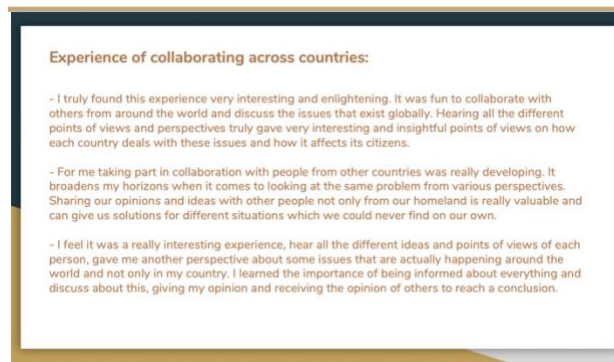 Experience of collaborating across countries:
- I truly found this experience very interesting and enlightening. It was fun to collaborate with
others from around the world and discuss the issues that exist globally. Hearing all the different
points of views and perspectives truly gave very interesting and insightful points of views on how
each country deals with these issues and how it affects its citizens.
- For me taking part in collaboration with people from other countries was really developing. It
broadens my horizons when it comes to looking at the same problem from various perspectives.
Sharing our opinions and ideas with other people not only from our homeland is really valuable and
can give us solutions for different situations which we could never find on our own.
- I feel it was a really interesting experience, hear all the different ideas and points of views of each
person, gave me another perspective about some issues that are actually happening around the
world and not only in my country. I learned the importance of being informed about everything and
discuss about this, giving my opinion and receiving the opinion of others to reach a conclusion.